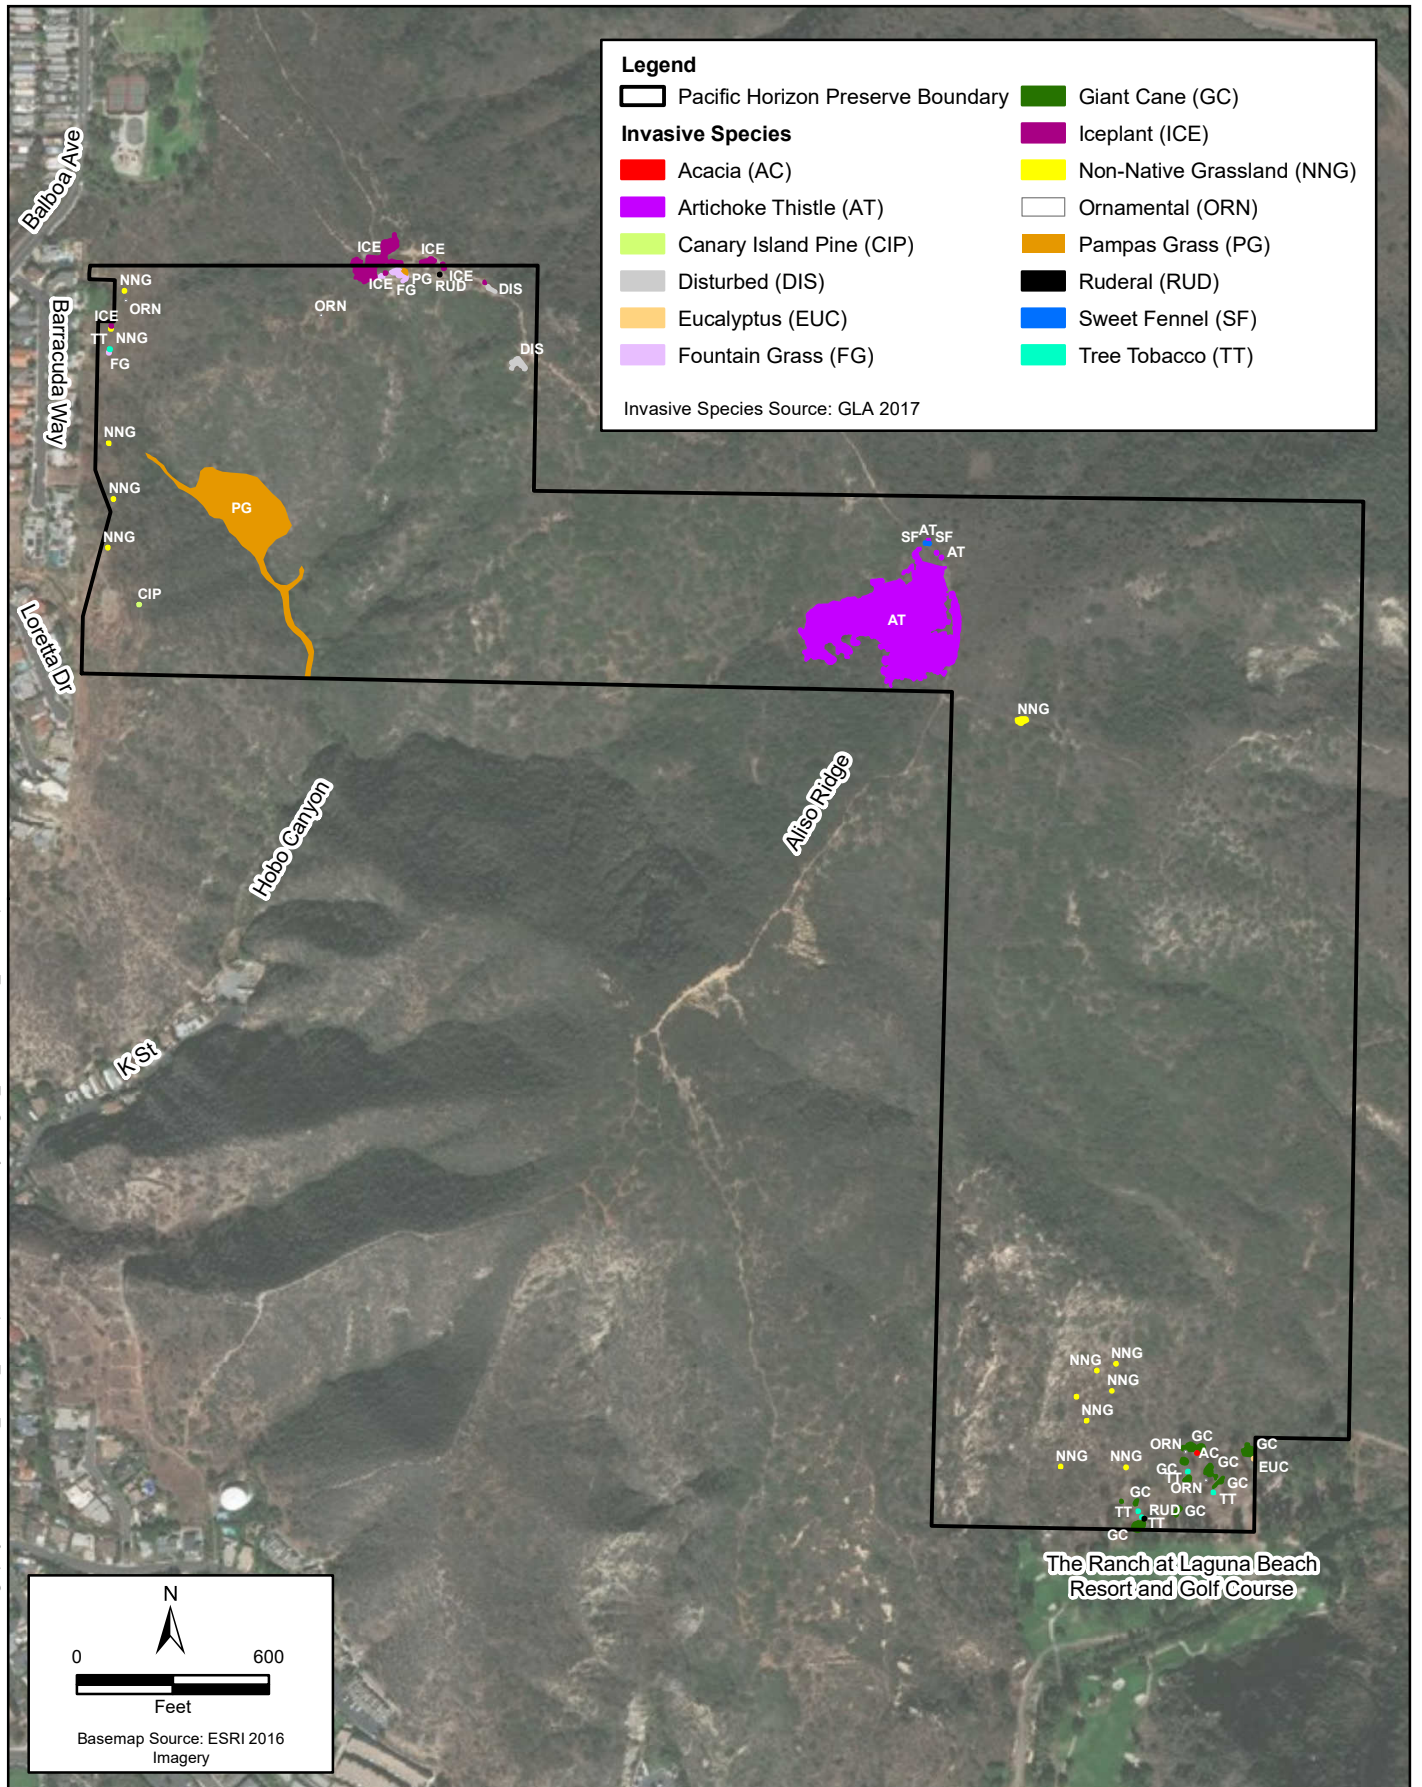 Legend
Pacific Horizon Preserve Boundary
Invasive Species
Acacia (AC)
Artichoke Thistle (AT)
Canary Island Pine (CIP)
Disturbed (DIS)
Eucalyptus (EUC)
Fountain Grass (FG)
Giant Cane (GC)
Iceplant (ICE)
Non-Native Grassland (NNG)
Ornamental (ORN)
Pampas Grass (PG)
Ruderal (RUD)
Sweet Fennel (SF)
Tree Tobacco (TT)
Invasive Species Source: GLA 2017
Balboa Ave
ICE
ICE
NNG
ICE
PG
ICE
RUD
FG
DIS
ORN
ORN
ICE
TT
NNG
FG
DIS
Barracuda Way
NNG
NNG
PG
NNG
AT
SF
SF
AT
CIP
AT
Loretta Dr
NNG
Aliso Ridge
Hobo Canyon
K St
NNG
NNG
NNG
NNG
GC
ORN
GC
AC
NNG
NNG
GC
GC
EUC
TT
GC
ORN
TT
GC
TT
RUD
GC
TT
GC
The Ranch at Laguna Beach
Resort and Golf Course
N
0
600
Feet
Basemap Source: ESRI 2016
Imagery